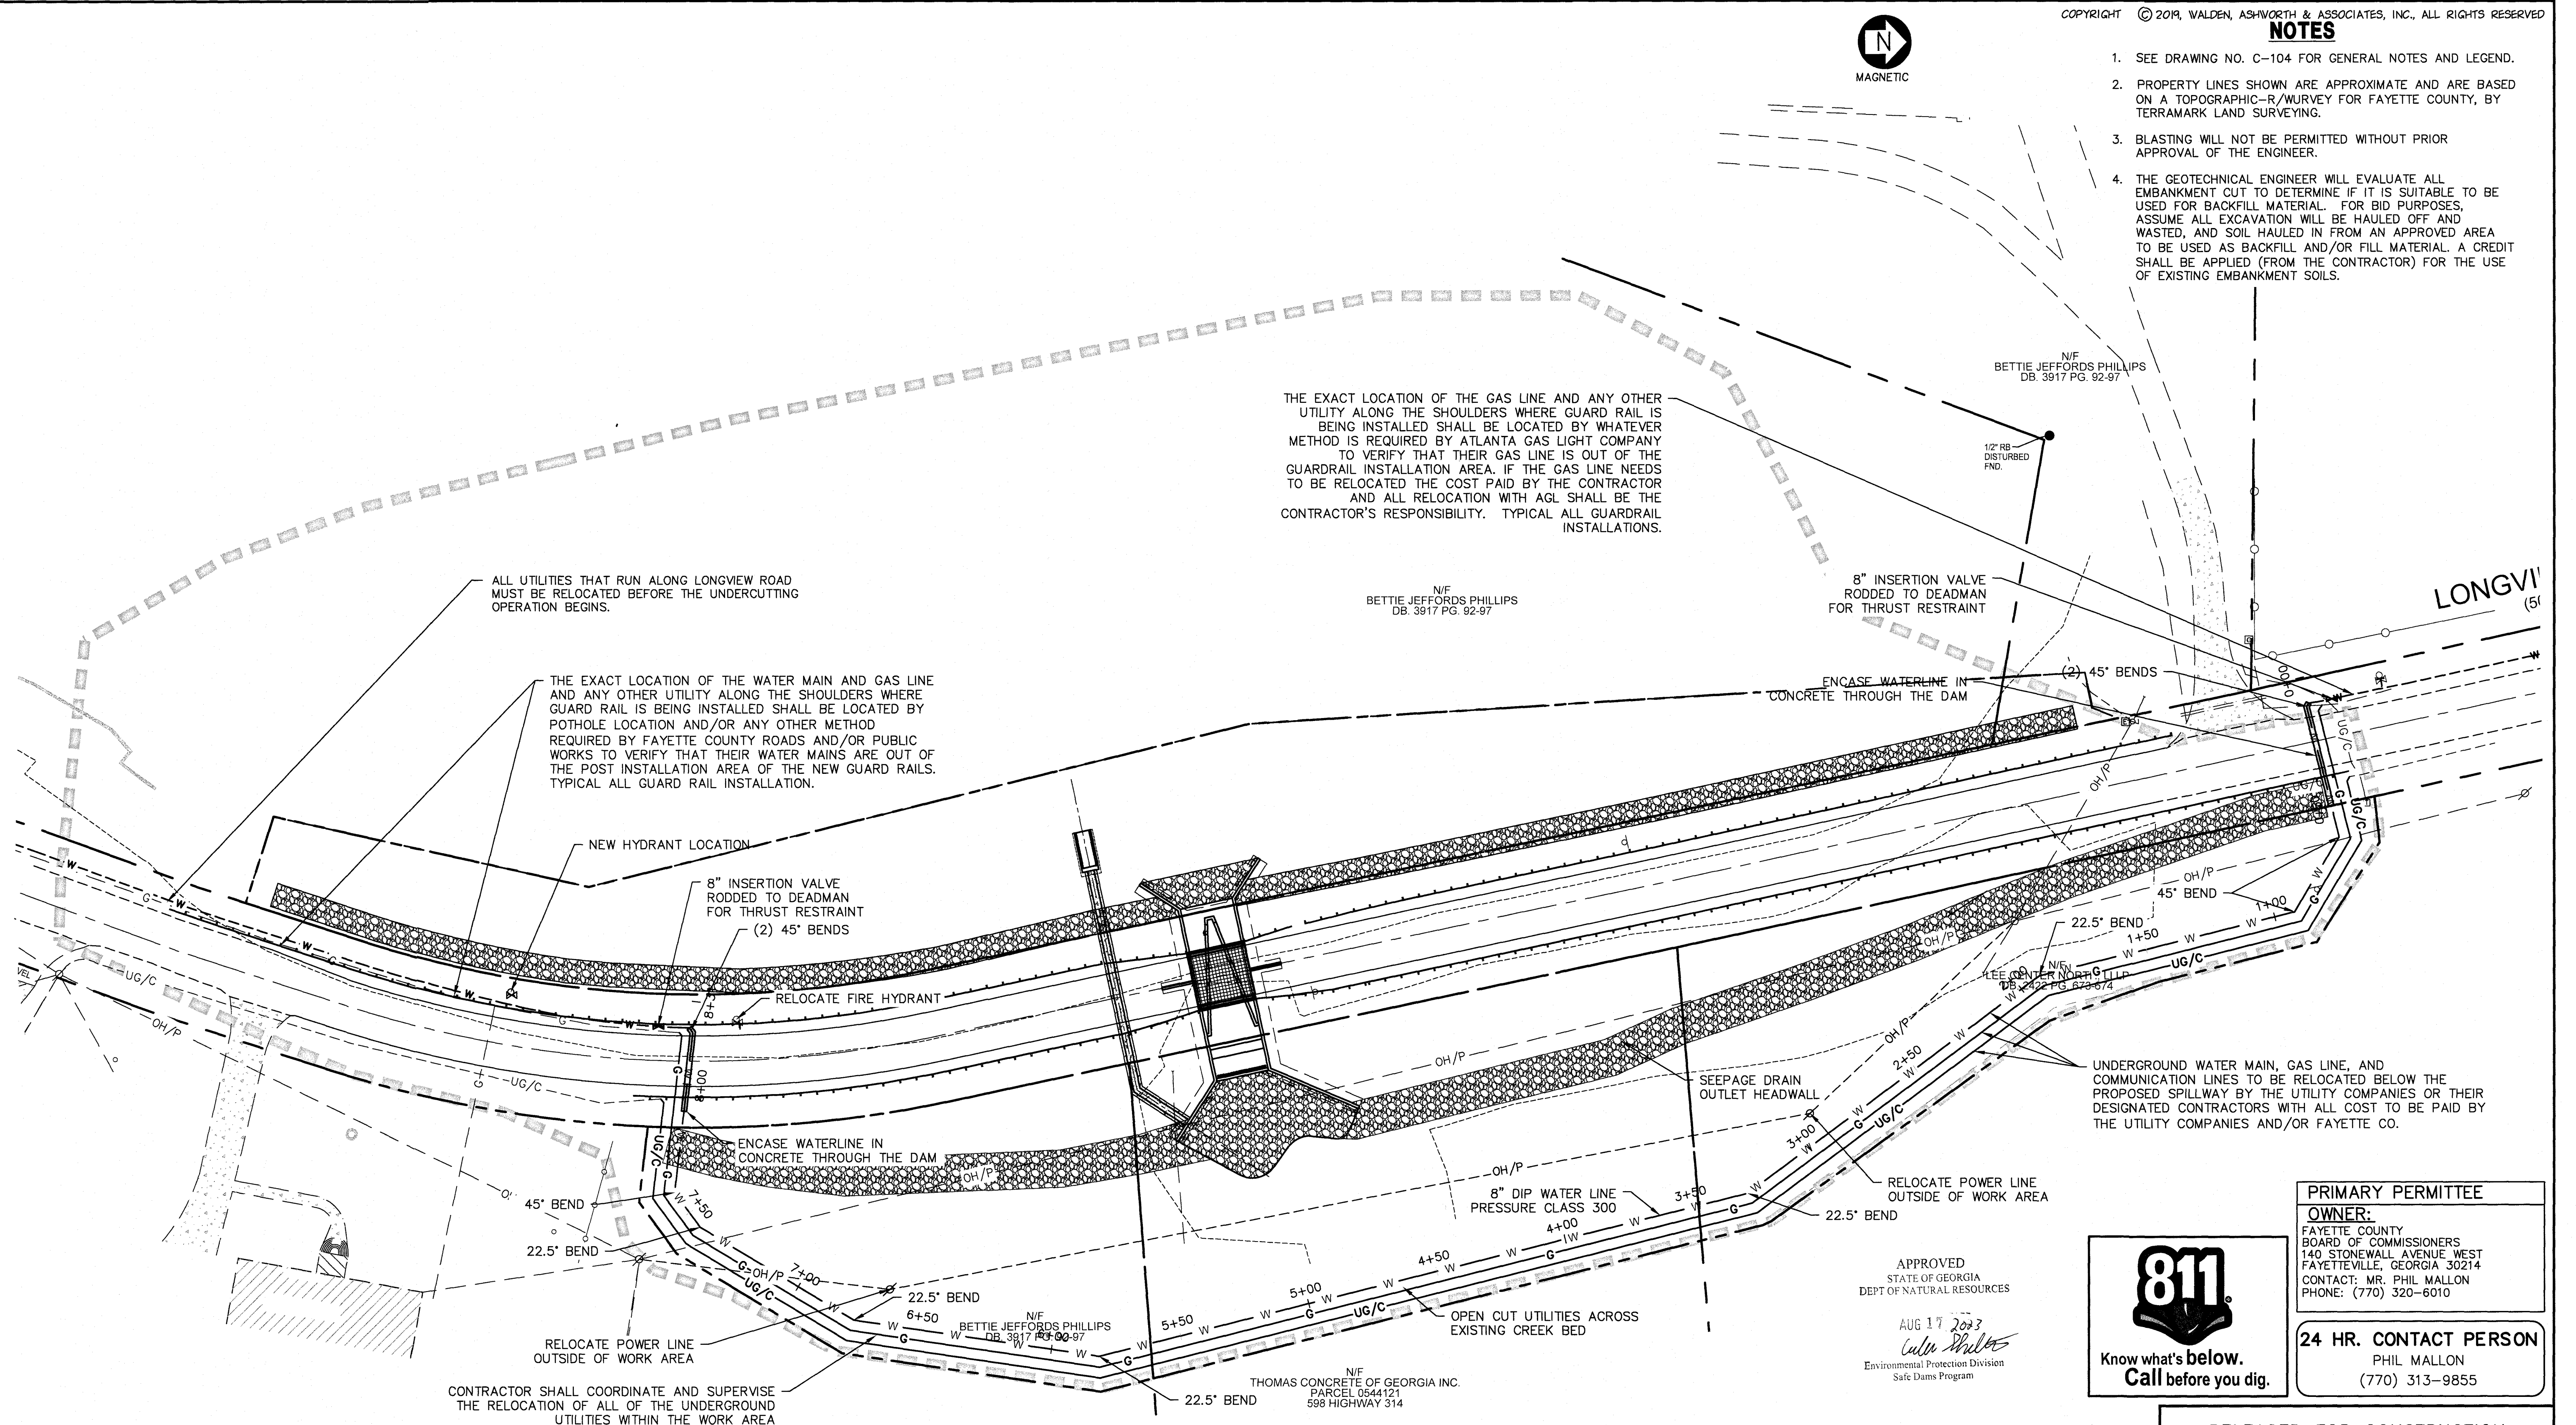 COPYRIGHT © 2019, WALDEN, ASHWORTH & ASSOCIATES, INC., ALL RIGHTS RESERVED
NOTES
1. SEE DRAWING NO. C-104 FOR GENERAL NOTES AND LEGEND.
2. PROPERTY LINES SHOWN ARE APPROXIMATE AND ARE BASED
ON A TOPOGRAPHIC-R/WURVEY FOR FAYETTE COUNTY, BY
TERRAMARK LAND SURVEYING.
3. BLASTING WILL NOT BE PERMITTED WITHOUT PRIOR
APPROVAL OF THE ENGINEER.
4. THE GEOTECHNICAL ENGINEER WILL EVALUATE ALL
EMBANKMENT CUT TO DETERMINE IF IT IS SUITABLE TO BE
USED FOR BACKFILL MATERIAL. FOR BID PURPOSES,
ASSUME ALL EXCAVATION WILL BE HAULED OFF AND
WASTED, AND SOIL HAULED IN FROM AN APPROVED AREA
TO BE USED AS BACKFILL AND/OR FILL MATERIAL. A CREDIT
SHALL BE APPLIED (FROM THE CONTRACTOR) FOR THE USE
OF EXISTING EMBANKMENT SOILS.
N
MAGNETIC
N/F
BETTIE JEFFORDS PHILLIPS
DB. 3917 PG. 92-97
THE EXACT LOCATION OF THE GAS LINE AND ANY OTHER
UTILITY ALONG THE SHOULDERS WHERE GUARD RAIL IS
BEING INSTALLED SHALL BE LOCATED BY WHATEVER
METHOD IS REQUIRED BY ATLANTA GAS LIGHT COMPANY
TO VERIFY THAT THEIR GAS LINE IS OUT OF THE
GUARDRAIL INSTALLATION AREA. IF THE GAS LINE NEEDS
TO BE RELOCATED THE COST PAID BY THE CONTRACTOR
AND ALL RELOCATION WITH AGL SHALL BE THE
CONTRACTOR'S RESPONSIBILITY. TYPICAL ALL GUARDRAIL
INSTALLATIONS.
1/2" RB
DISTURBED
FND.
ALL UTILITIES THAT RUN ALONG LONGVIEW ROAD
MUST BE RELOCATED BEFORE THE UNDERCUTTING
OPERATION BEGINS.
N/F
BETTIE JEFFORDS PHILLIPS
DB. 3917 PG. 92-97
8" INSERTION VALVE
RODDED TO DEADMAN
FOR THRUST RESTRAINT
LONGVI
(5
(2) 45° BENDS
ENCASE WATERLINE IN
CONCRETE THROUGH THE DAM
0+00
THE EXACT LOCATION OF THE WATER MAIN AND GAS LINE
AND ANY OTHER UTILITY ALONG THE SHOULDERS WHERE
GUARD RAIL IS BEING INSTALLED SHALL BE LOCATED BY
POTHOLE LOCATION AND/OR ANY OTHER METHOD
REQUIRED BY FAYETTE COUNTY ROADS AND/OR PUBLIC
WORKS TO VERIFY THAT THEIR WATER MAINS ARE OUT OF
THE POST INSTALLATION AREA OF THE NEW GUARD RAILS.
TYPICAL ALL GUARD RAIL INSTALLATION.
NEW HYDRANT LOCATION
8" INSERTION VALVE
RODDED TO DEADMAN
FOR THRUST RESTRAINT
(2) 45° BENDS
RELOCATE FIRE HYDRANT
8+00
45° BEND
1+00
22.5° BEND
1+50
N/F
LEE CENTER NORTH, LLLP
DB. 2422 PG. 673-674
2+50
SEEPAGE DRAIN
OUTLET HEADWALL
UNDERGROUND WATER MAIN, GAS LINE, AND
COMMUNICATION LINES TO BE RELOCATED BELOW THE
PROPOSED SPILLWAY BY THE UTILITY COMPANIES OR THEIR
DESIGNATED CONTRACTORS WITH ALL COST TO BE PAID BY
THE UTILITY COMPANIES AND/OR FAYETTE CO.
ENCASE WATERLINE IN
CONCRETE THROUGH THE DAM
OH/P
UG/C
3+00
RELOCATE POWER LINE
OUTSIDE OF WORK AREA
8" DIP WATER LINE
PRESSURE CLASS 300
3+50
22.5° BEND
45° BEND
7+50
22.5° BEND
4+00
4+50
5+00
7+00
22.5° BEND
6+50
N/F
BETTIE JEFFORDS PHILLIPS
DB. 3917 PG. 92-97
6+00
5+50
OPEN CUT UTILITIES ACROSS
EXISTING CREEK BED
RELOCATE POWER LINE
OUTSIDE OF WORK AREA
N/F
THOMAS CONCRETE OF GEORGIA INC.
PARCEL 0544121
598 HIGHWAY 314
22.5° BEND
CONTRACTOR SHALL COORDINATE AND SUPERVISE
THE RELOCATION OF ALL OF THE UNDERGROUND
UTILITIES WITHIN THE WORK AREA
APPROVED
STATE OF GEORGIA
DEPT OF NATURAL RESOURCES
AUG 17 2023
Environmental Protection Division
Safe Dams Program
811
Know what's below.
Call before you dig.
PRIMARY PERMITTEE
OWNER:
FAYETTE COUNTY
BOARD OF COMMISSIONERS
140 STONEWALL AVENUE WEST
FAYETTEVILLE, GEORGIA 30214
CONTACT: MR. PHIL MALLON
PHONE: (770) 320-6010
24 HR. CONTACT PERSON
PHIL MALLON
(770) 313-9855